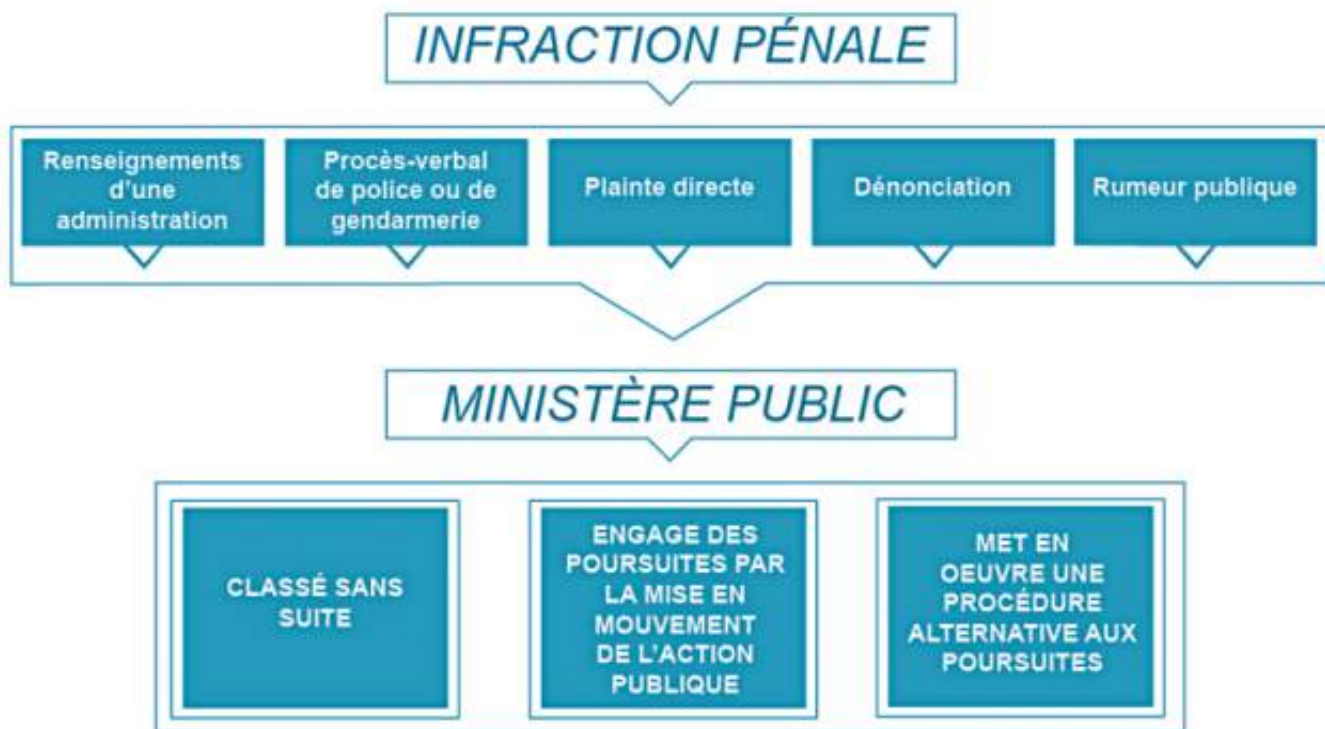 INFRACTION PÉNALE
Renseignements
d'une
administration
Procès-verbal
de police ou de
gendarmerie
Plainte directe
Dénonciation
Rumeur publique
MINISTÈRE PUBLIC
CLASSÉ SANS
SUITE
ENGAGE DES
POURSUITES PAR
LA MISE EN
MOUVEMENT
DE L'ACTION
PUBLIQUE
MET EN
OEUVRE UNE
PROCÉDURE
ALTERNATIVE AUX
POURSUITES